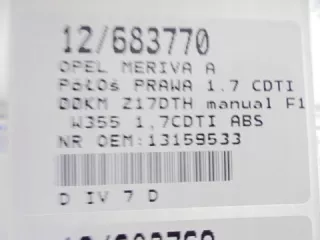 12/683770
OPEL MERIVA A
PółOś PRAWA 1.7 CDTI
00KM Z17DTH manual F1
W355 1,7CDTI ABS
NR OEM:13159533
D IV 7 D